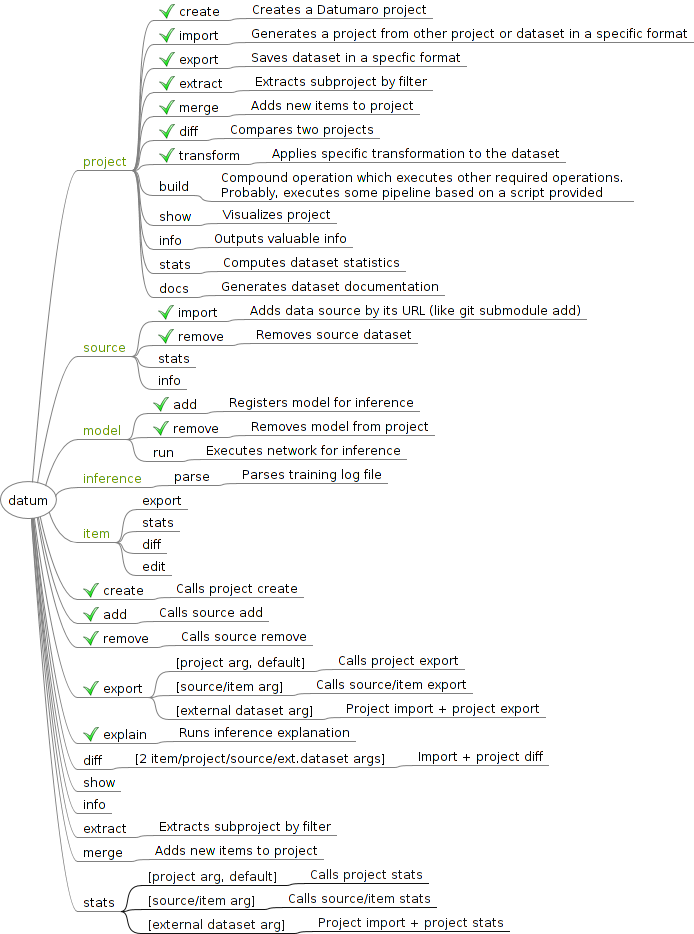 create Creates a Datumaro project
import Generates a project from other project or dataset in a specific format
export Saves dataset in a specfic format
extract Extracts subproject by filter
merge Adds new items to project
diff Compares two projects
transform Applies specific transformation to the dataset
project
build Compound operation which executes other required operations.
Probably, executes some pipeline based on a script provided
show Visualizes project
info Outputs valuable info
stats Computes dataset statistics
docs Generates dataset documentation
import Adds data source by its URL (like git submodule add)
remove Removes source dataset
source
stats
info
add Registers model for inference
model
remove Removes model from project
run Executes network for inference
inference parse Parses training log file
datum
export
stats
item
diff
edit
create Calls project create
add Calls source add
remove Calls source remove
[project arg, default] Calls project export
export
[source/item arg] Calls source/item export
[external dataset arg] Project import + project export
explain Runs inference explanation
diff [2 item/project/source/ext.dataset args] Import + project diff
show
info
extract Extracts subproject by filter
merge Adds new items to project
[project arg, default] Calls project stats
stats
[source/item arg] Calls source/item stats
[external dataset arg] Project import + project stats